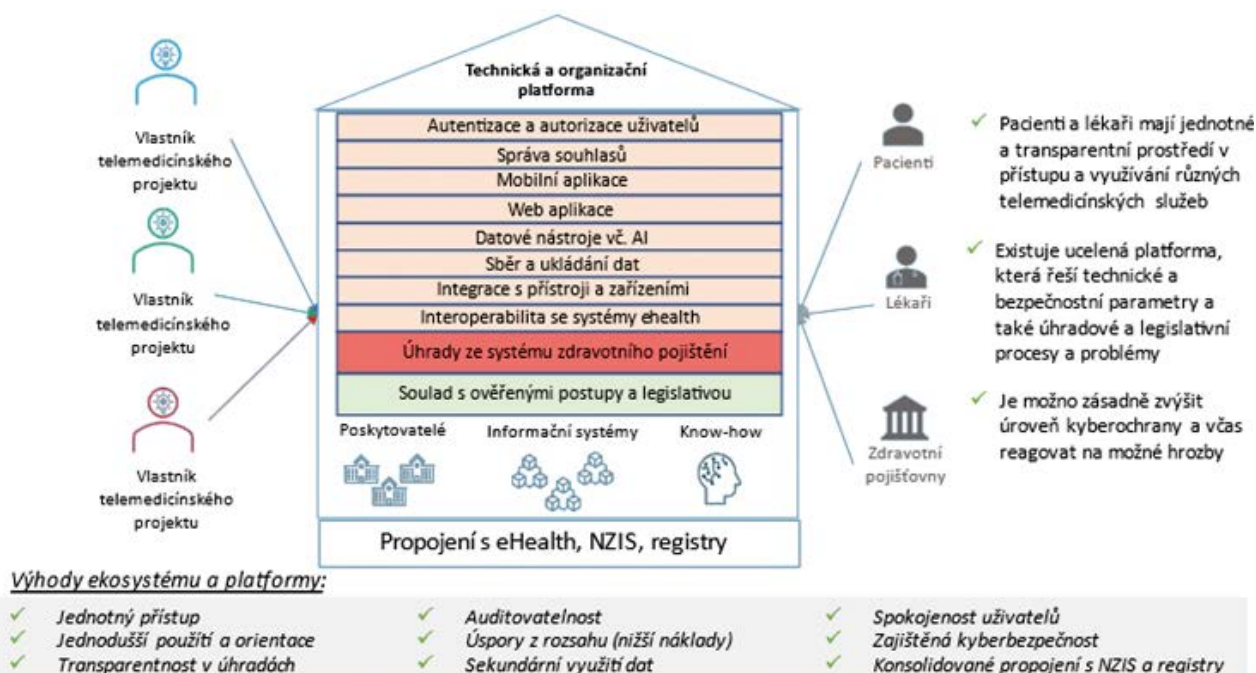 Technická a organizační
platforma
Autentizace a autorizace uživatelů
Správa souhlasů
Mobilní aplikace
Web aplikace
Datové nástroje vč. AI
Sběr a ukládání dat
Integrace s přístroji a zařízeními
Interoperabilita se systémy ehealth
Úhrady ze systému zdravotního pojištění
Soulad s ověřenými postupy a legislativou
Poskytovatelé
Informační systémy
Know-how
Propojení s eHealth, NZIS, registry
Vlastník
telemedicínského
projektu
Vlastník
telemedicínského
projektu
Vlastník
telemedicínského
projektu
Pacienti
Lékaři
Zdravotní
pojišťovny
Pacienti a lékaři mají jednotné
a transparentní prostředí v
přístupu a využívání různých
telemedicínských služeb
Existuje ucelená platforma,
která řeší technické a
bezpečnostní parametry a
také úhradové a legislativní
procesy a problémy
Je možno zásadně zvýšit
úroveň kyberochrany a včas
reagovat na možné hrozby
Výhody ekosystému a platformy:
Jednotný přístup
Jednodušší použití a orientace
Transparentnost v úhradách
Auditovatelnost
Úspory z rozsahu (nižší náklady)
Sekundární využití dat
Spokojenost uživatelů
Zajištěná kyberbezpečnost
Konsolidované propojení s NZIS a registry